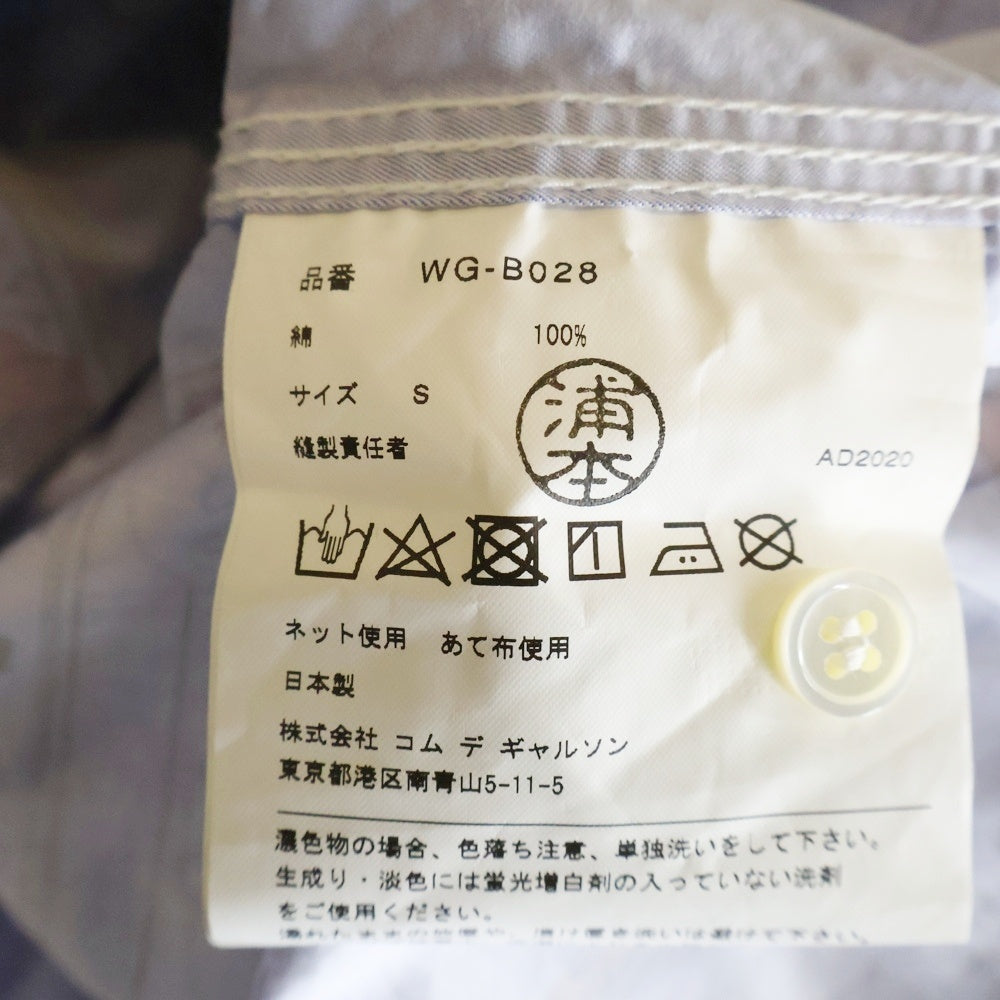 品番 WG-B028
綿 100%
サイズ S
浦本
縫製責任者
AD2020
ネット使用 あて布使用
日本製
株式会社 コム デ ギャルソン
東京都港区南青山5-11-5
濃色物の場合、色落ち注意、単独洗いをして下さい。
生成り・淡色には蛍光増白剤の入っていない洗剤
をご使用ください。